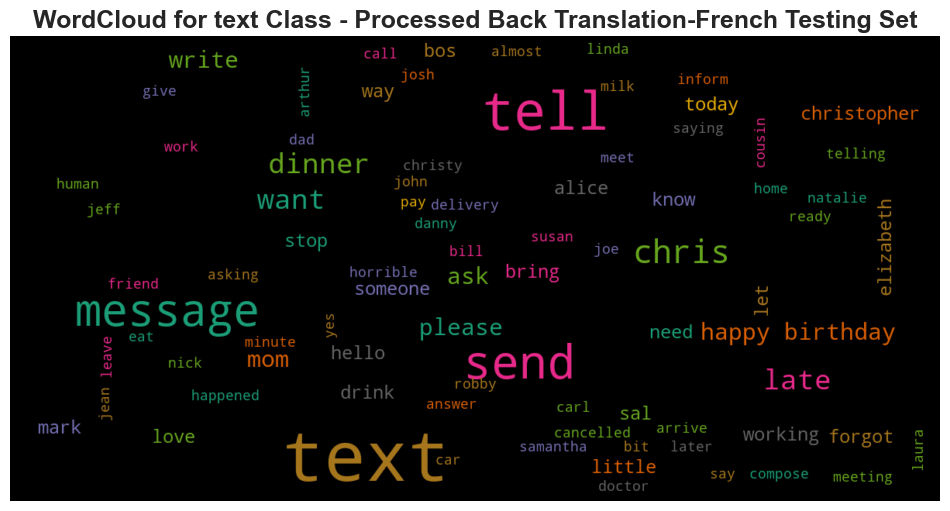 WordCloud for text Class - Processed Back Translation-French Testing Set
write
call
bos
almost
linda
give
arthur
josh
way
tell
milk
inform
today
christopher
work
dad
saying
cousin
telling
dinner
christy
meet
human
want
john
alice
home
natalie
jeff
pay
delivery
know
ready
danny
stop
susan
bill
joe
chris
elizabeth
friend
asking
horrible
someone
ask
bring
let
message
yes
please
need
happy birthday
eat
leave
minute
mom
hello
send
nick
late
jean
happened
drink
robby
answer
carl
sal
mark
love
text
car
cancelled
arrive
working
forgot
samantha
bit
later
laura
little
doctor
say
compose
meeting